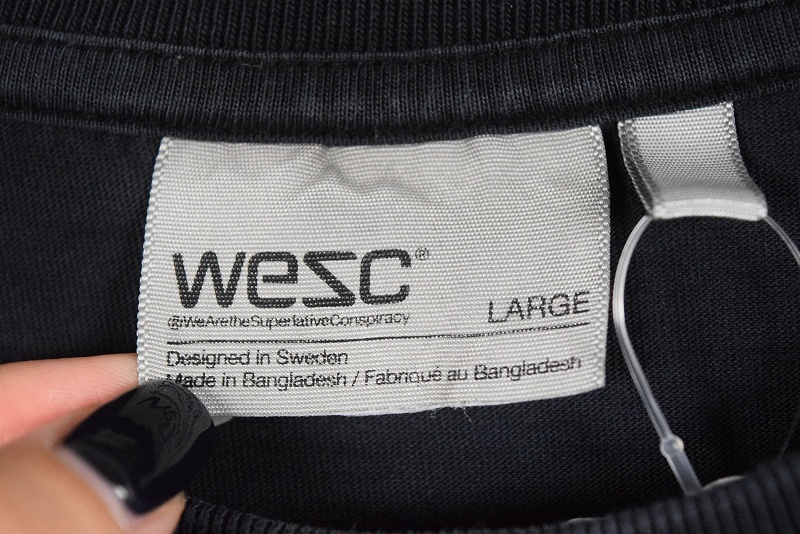 wesc®
®WeAretheSuperlativeConspiracy
LARGE
Designed in Sweden
Made in Bangladesh / Fabriqué au Bangladesh